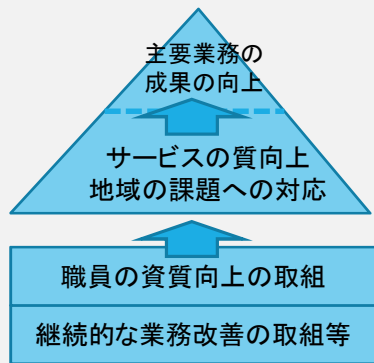 主要業務の
成果の向上
サービスの質向上
地域の課題への対応
職員の資質向上の取組
継続的な業務改善の取組等